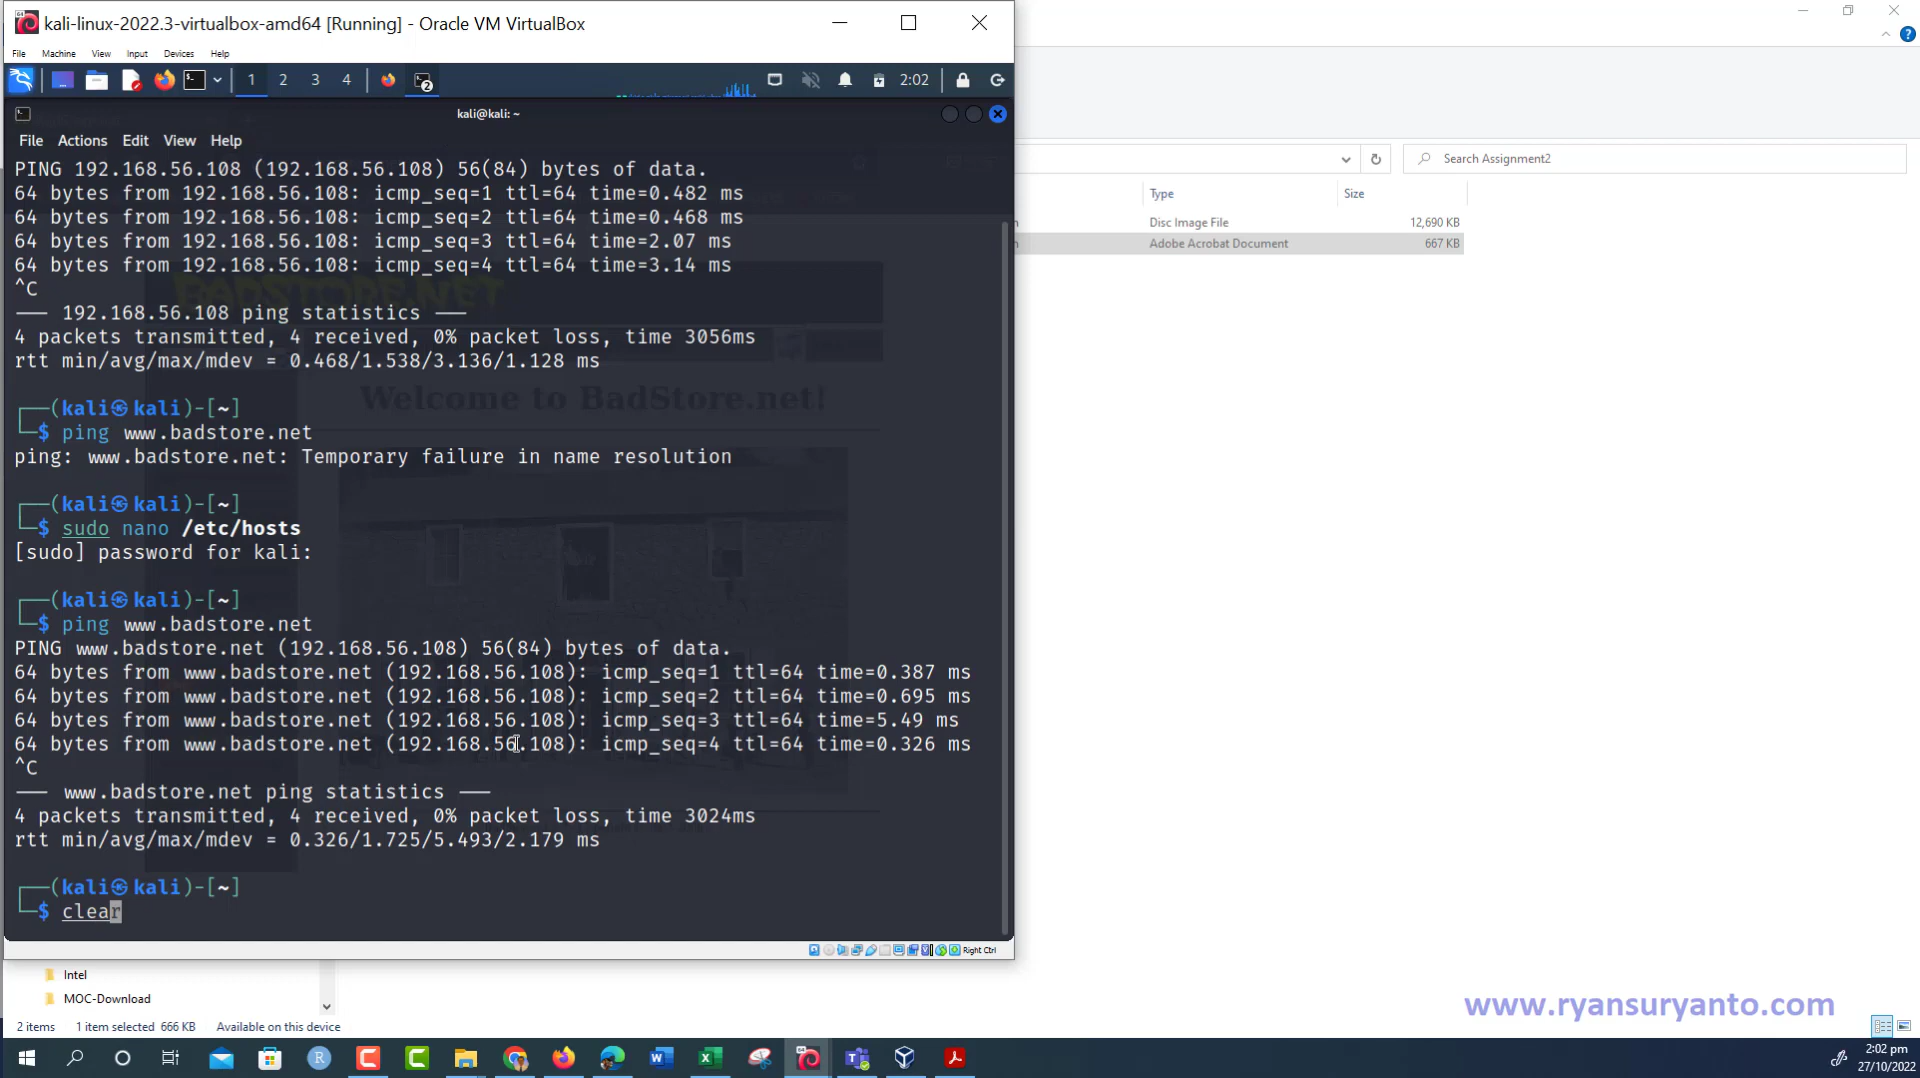 kali-linux-2022.3-virtualbox-amd64 [Running] - Oracle VM VirtualBox
File Machine View Input Devices Help
1 2 3 4 2 2:02
kali@kali: ~
File Actions Edit View Help
PING 192.168.56.108 (192.168.56.108) 56(84) bytes of data.
64 bytes from 192.168.56.108: icmp_seq=1 ttl=64 time=0.482 ms
64 bytes from 192.168.56.108: icmp_seq=2 ttl=64 time=0.468 ms
64 bytes from 192.168.56.108: icmp_seq=3 ttl=64 time=2.07 ms
64 bytes from 192.168.56.108: icmp_seq=4 ttl=64 time=3.14 ms
^C
--- 192.168.56.108 ping statistics ---
4 packets transmitted, 4 received, 0% packet loss, time 3056ms
rtt min/avg/max/mdev = 0.468/1.538/3.136/1.128 ms
┌──(kali㉿kali)-[~]
└─$ ping www.badstore.net
ping: www.badstore.net: Temporary failure in name resolution
┌──(kali㉿kali)-[~]
└─$ sudo nano /etc/hosts
[sudo] password for kali:
┌──(kali㉿kali)-[~]
└─$ ping www.badstore.net
PING www.badstore.net (192.168.56.108) 56(84) bytes of data.
64 bytes from www.badstore.net (192.168.56.108): icmp_seq=1 ttl=64 time=0.387 ms
64 bytes from www.badstore.net (192.168.56.108): icmp_seq=2 ttl=64 time=0.695 ms
64 bytes from www.badstore.net (192.168.56.108): icmp_seq=3 ttl=64 time=5.49 ms
64 bytes from www.badstore.net (192.168.56.108): icmp_seq=4 ttl=64 time=0.326 ms
^C
--- www.badstore.net ping statistics ---
4 packets transmitted, 4 received, 0% packet loss, time 3024ms
rtt min/avg/max/mdev = 0.326/1.725/5.493/2.179 ms
┌──(kali㉿kali)-[~]
└─$ clear
BADSTORE.NET
Welcome to BadStore.net!
Right Ctrl
Search Assignment2
Type Size
Disc Image File 12,690 KB
Adobe Acrobat Document 667 KB
Intel
MOC-Download
2 items 1 item selected 666 KB Available on this device
www.ryansuryanto.com
2:02 pm
27/10/2022